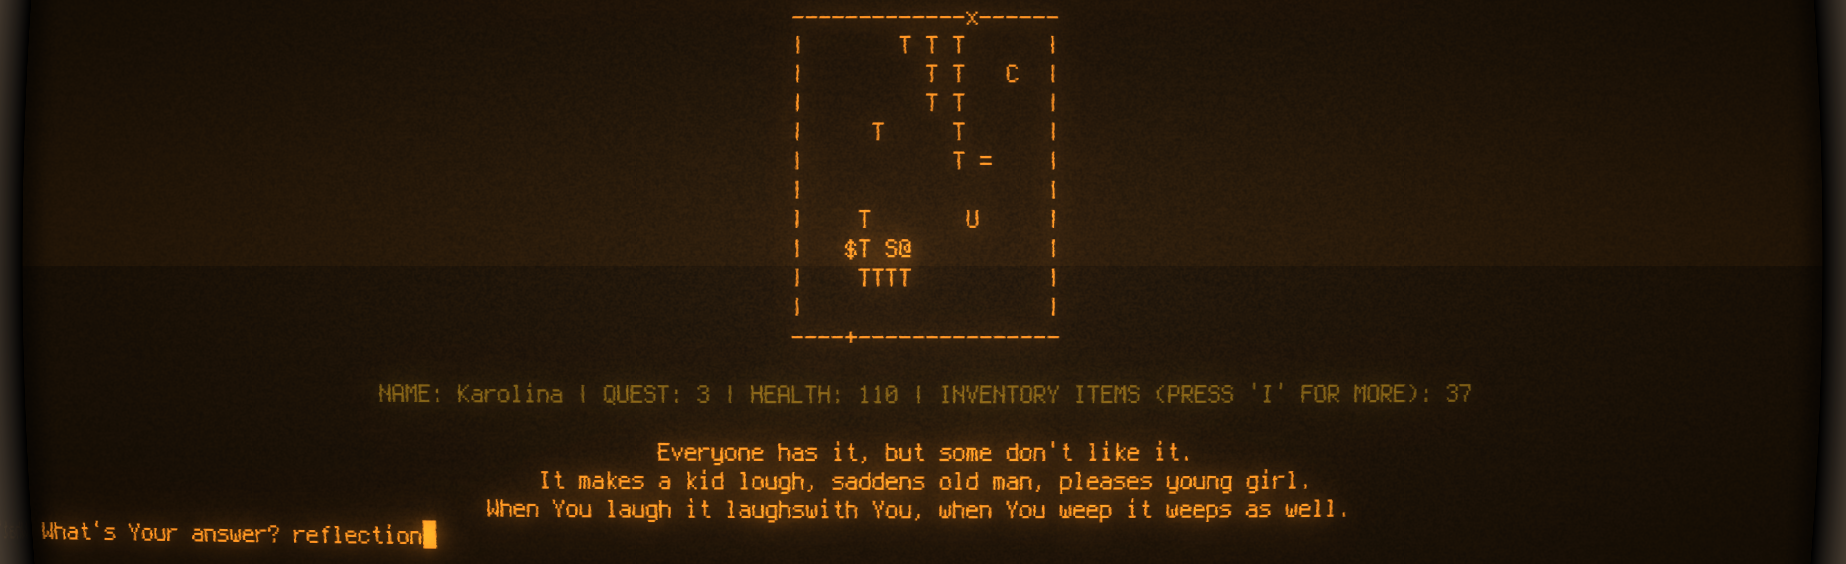 -------------x------
|       T T T      |
|         T T   C  |
|         T T      |
|     T     T      |
|           T =    |
|                  |
|    T       U     |
|   $T S@          |
|    TTTT          |
|                  |
----+---------------
NAME: Karolina | QUEST: 3 | HEALTH: 110 | INVENTORY ITEMS (PRESS 'I' FOR MORE): 37
Everyone has it, but some don't like it.
It makes a kid lough, saddens old man, pleases young girl.
When You laugh it laughswith You, when You weep it weeps as well.
What's Your answer? reflection